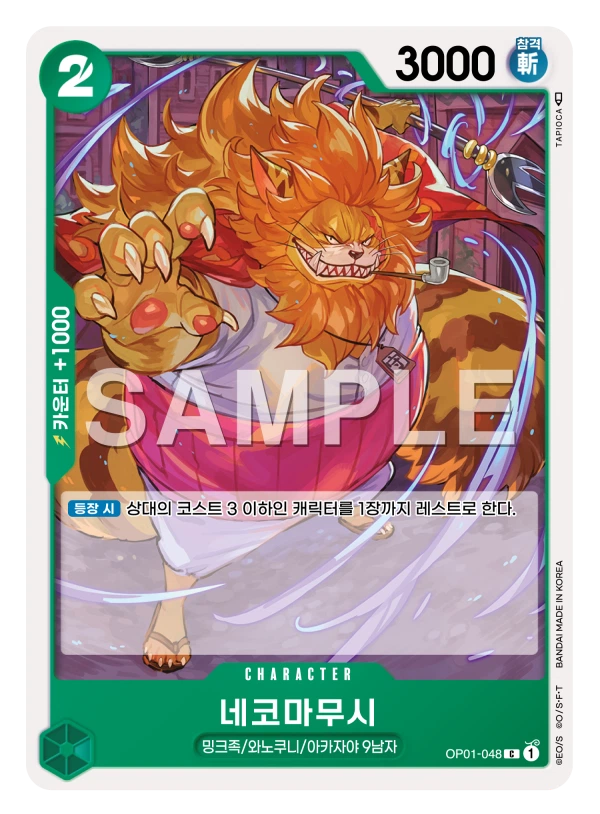 2
3000
참격
斬
TAPIOCA
⚡카운터 +1000
SAMPLE
등장 시 상대의 코스트 3 이하인 캐릭터를 1장까지 레스트로 한다.
CHARACTER
네코마무시
밍크족/와노쿠니/아카자야 9남자
OP01-048 C 1
©EO/S ©O/S·F·T BANDAI MADE IN KOREA